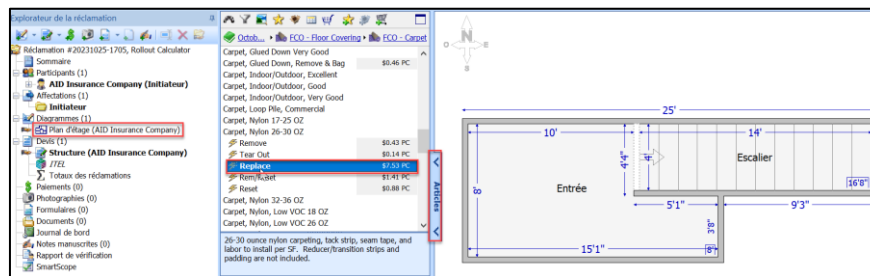 Explorateur de la réclamation
Réclamation #20231025-1705, Rollout Calculator
Sommaire
Participants (1)
AID Insurance Company (Initiateur)
Affectations (1)
Initiateur
Diagrammes (1)
Plan d'étage (AID Insurance Company)
Devis (1)
Structure (AID Insurance Company)
ITEL
Totaux des réclamations
Paiements (0)
Photographies (0)
Formulaires (0)
Documents (0)
Journal de bord
Notes manuscrites (0)
Rapport de vérification
SmartScope
Octob... FCO - Floor Covering FCO - Carpet
Carpet, Glued Down Very Good
Carpet, Glued Down, Remove & Bag $0.46 PC
Carpet, Indoor/Outdoor, Excellent
Carpet, Indoor/Outdoor, Good
Carpet, Indoor/Outdoor, Very Good
Carpet, Loop Pile, Commercial
Carpet, Nylon 17-25 OZ
Carpet, Nylon 26-30 OZ
Remove $0.43 PC
Tear Out $0.14 PC
Replace $7.53 PC
Rem/Reset $1.41 PC
Reset $0.88 PC
Carpet, Nylon 32-36 OZ
Carpet, Nylon, Low VOC 18 OZ
Carpet, Nylon, Low VOC 26 OZ
26-30 ounce nylon carpeting, tack strip, seam tape, and
labor to install per SF. Reducer/transition strips and
padding are not included.
Articles
N
S
25'
10'
14'
4'4"
4'
Escalier
16'8"
8'
Entrée
5'1"
9'3"
3'8"
15'1"
8'